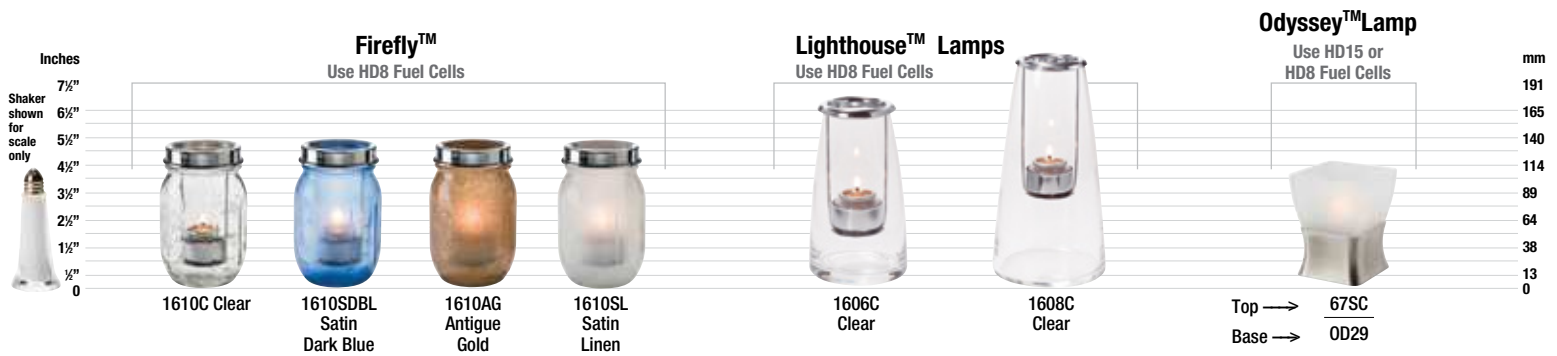 Firefly™
Use HD8 Fuel Cells
Lighthouse™ Lamps
Use HD8 Fuel Cells
Odyssey™Lamp
Use HD15 or
HD8 Fuel Cells
Inches
7½”
6½”
5½”
4½”
3½”
2½”
1½”
½”
0
Shaker
shown
for
scale
only
mm
191
165
140
114
89
64
38
13
0
1610C Clear
1610SDBL
Satin
Dark Blue
1610AG
Antigue
Gold
1610SL
Satin
Linen
1606C
Clear
1608C
Clear
Top → 67SC
Base → OD29